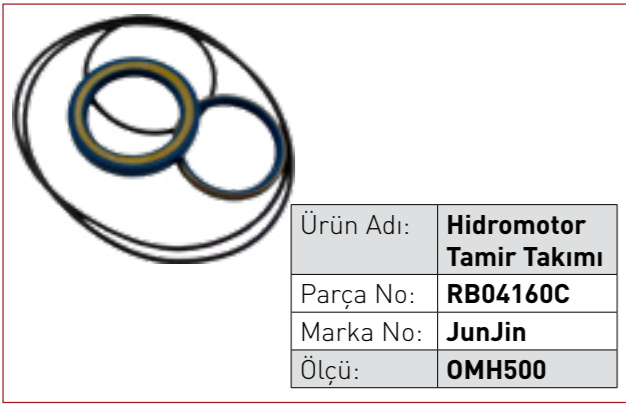 Ürün Adı: Hidromotor
Tamir Takımı
Parça No: RB04160C
Marka No: JunJin
Ölçü: OMH500